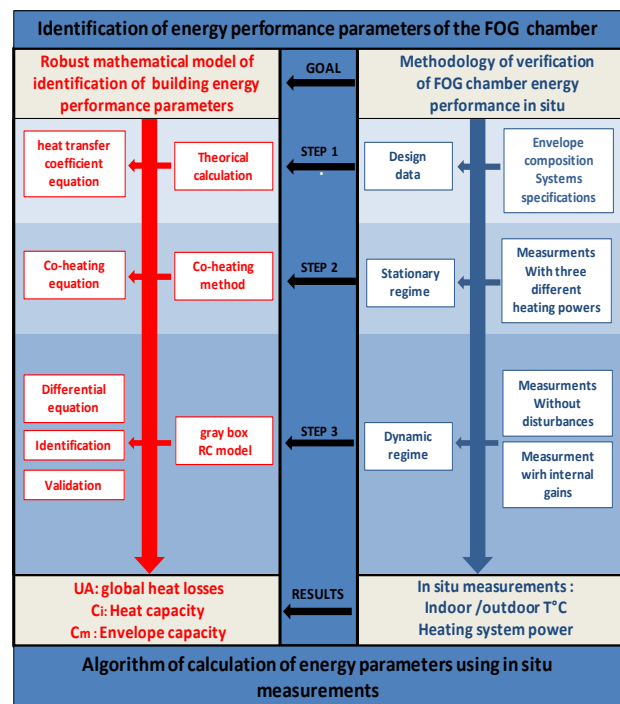 Identification of energy performance parameters of the FOG chamber
Robust mathematical model of
identification of building energy
performance parameters
GOAL
Methodology of verification
of FOG chamber energy
performance in situ
heat transfer
coefficient
equation
Theorical
calculation
STEP 1
Design
data
Envelope
composition
Systems
specifications
Co-heating
equation
Co-heating
method
STEP 2
Stationary
regime
Measurments
With three
different
heating powers
Differential
equation
Identification
Validation
gray box
RC model
STEP 3
Dynamic
regime
Measurments
Without
disturbances
Measurment
wirh internal
gains
UA: global heat losses
Ci: Heat capacity
Cm : Envelope capacity
RESULTS
In situ measurements :
Indoor /outdoor T°C
Heating system power
Algorithm of calculation of energy parameters using in situ
measurements